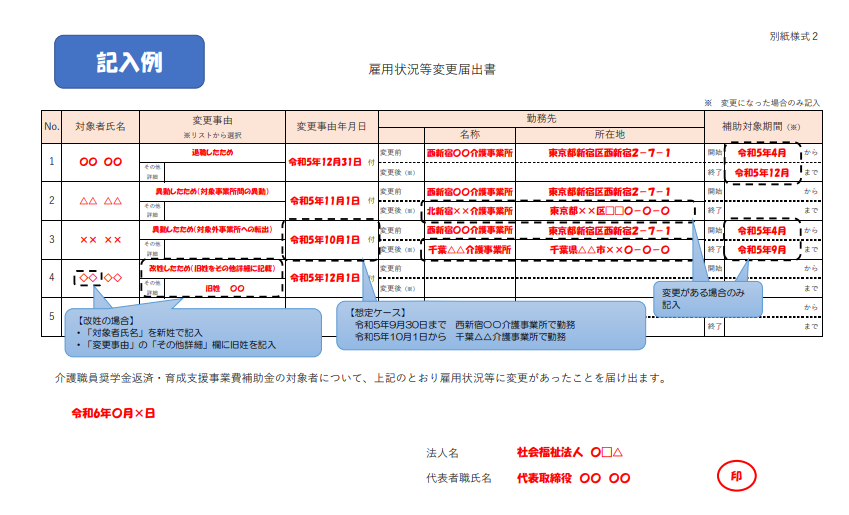 別紙様式2
記入例
雇用状況等変更届出書
※ 変更になった場合のみ記入
No. 対象者氏名 変更事由 ※リストから選択 変更事由年月日 勤務先 名称 所在地 補助対象期間(※)
1 〇〇 〇〇 退職したため その他詳細 令和5年12月31日 付
変更前 西新宿〇〇介護事業所 東京都新宿区西新宿2-7-1 開始 令和5年4月 から
変更後(※) 終了 令和5年12月 まで
2 △△ △△ 異動したため(対象事業所間の異動) その他詳細 令和5年11月1日 付
変更前 西新宿〇〇介護事業所 東京都新宿区西新宿2-7-1 開始 から
変更後(※) 北新宿××介護事業所 東京都××区□□〇-〇-〇 終了 まで
3 ×× ×× 異動したため(対象外事業所への転出) その他詳細 令和5年10月1日 付
変更前 西新宿〇〇介護事業所 東京都新宿区西新宿2-7-1 開始 令和5年4月 から
変更後(※) 千葉△△介護事業所 千葉県△△市××〇-〇-〇 終了 令和5年9月 まで
4 ◇◇ ◇◇ 改姓したため(旧姓をその他詳細に記載) その他詳細 旧姓 〇〇 令和5年12月1日 付
変更前 開始 から
変更後(※) 終了 まで
5 から
終了 まで
変更がある場合のみ
記入
【改姓の場合】
・「対象者氏名」を新姓で記入
・「変更事由」の「その他詳細」欄に旧姓を記入
【想定ケース】
令和5年9月30日まで 西新宿〇〇介護事業所で勤務
令和5年10月1日から 千葉△△介護事業所で勤務
介護職員奨学金返済・育成支援事業費補助金の対象者について、上記のとおり雇用状況等に変更があったことを届け出ます。
令和6年〇月×日
法人名 社会福祉法人 〇□△
代表者職氏名 代表取締役 〇〇 〇〇
印